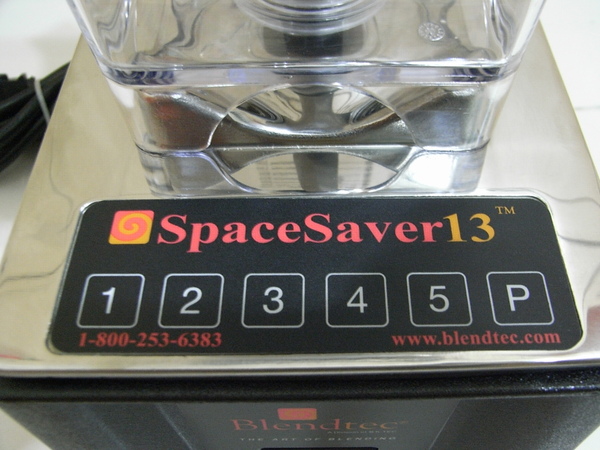 SpaceSaver13™
1 2 3 4 5 P
1-800-253-6383 www.blendtec.com
Blendtec
THE ART OF BLENDING